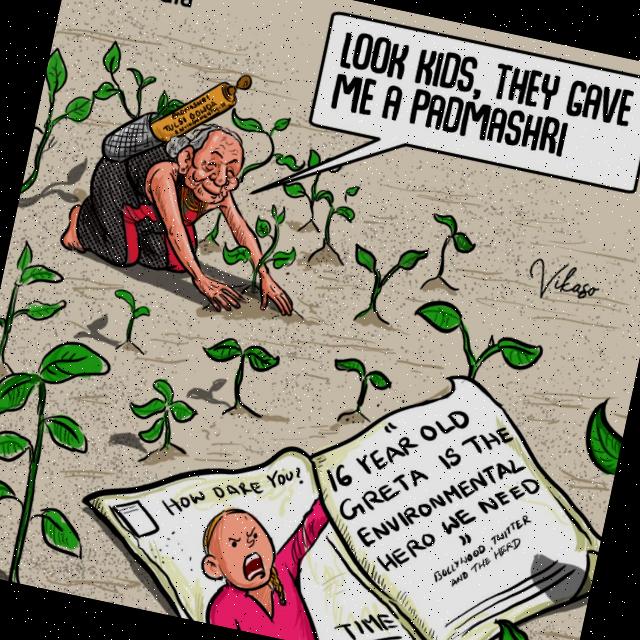 LOOK KIDS, THEY GAVE
ME A PADMASHRI
Vikaso
HOW DARE YOU?
"
16 YEAR OLD
GRETA IS THE
ENVIRONMENTAL
HERO WE NEED
"
BOLLYWOOD TWITTER
AND THE HERD
TIME